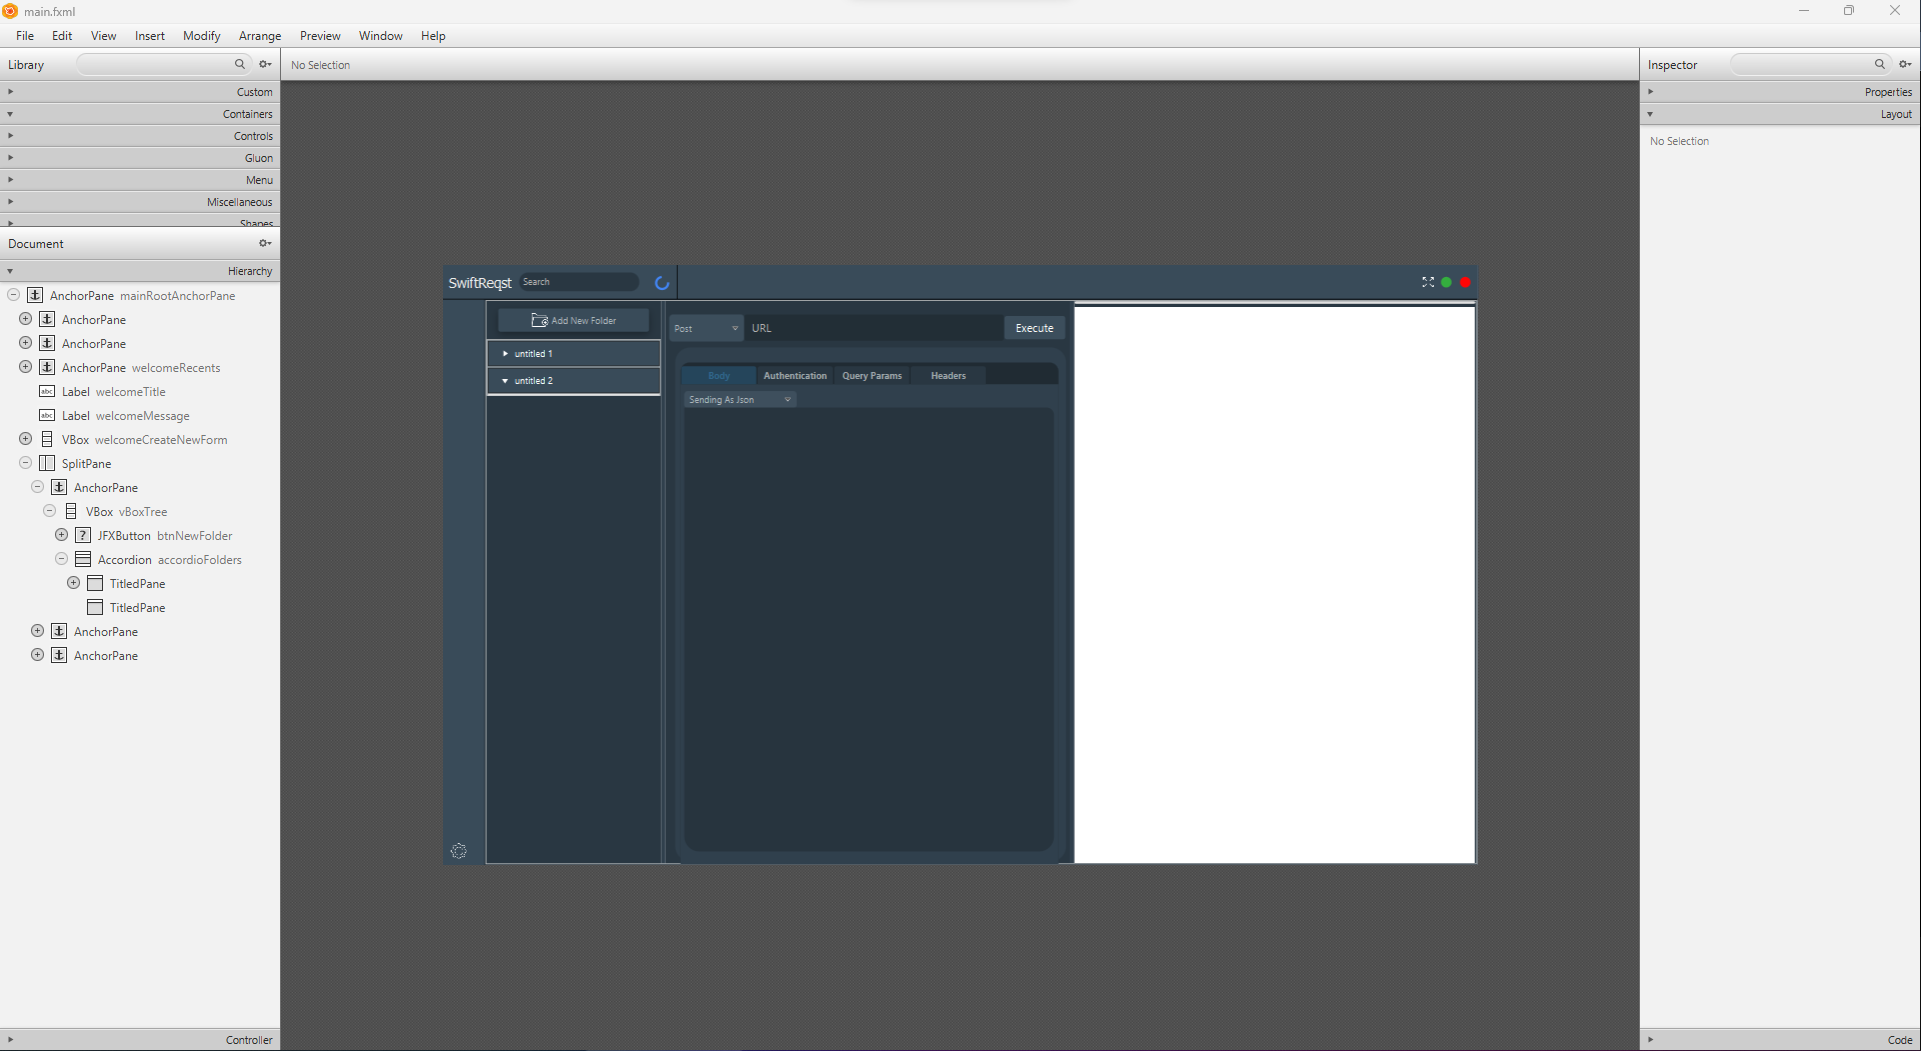 main.fxml
File Edit View Insert Modify Arrange Preview Window Help
Library
No Selection
Inspector
Custom
Containers
Controls
Gluon
Menu
Miscellaneous
Shapes
Document
Hierarchy
AnchorPane mainRootAnchorPane
AnchorPane
AnchorPane
AnchorPane welcomeRecents
abc Label welcomeTitle
abc Label welcomeMessage
VBox welcomeCreateNewForm
SplitPane
AnchorPane
VBox vBoxTree
? JFXButton btnNewFolder
Accordion accordioFolders
TitledPane
TitledPane
AnchorPane
AnchorPane
Controller
SwiftReqst Search
Add New Folder
untitled 1
untitled 2
Post URL Execute
Body Authentication Query Params Headers
Sending As Json
Properties
Layout
No Selection
Code